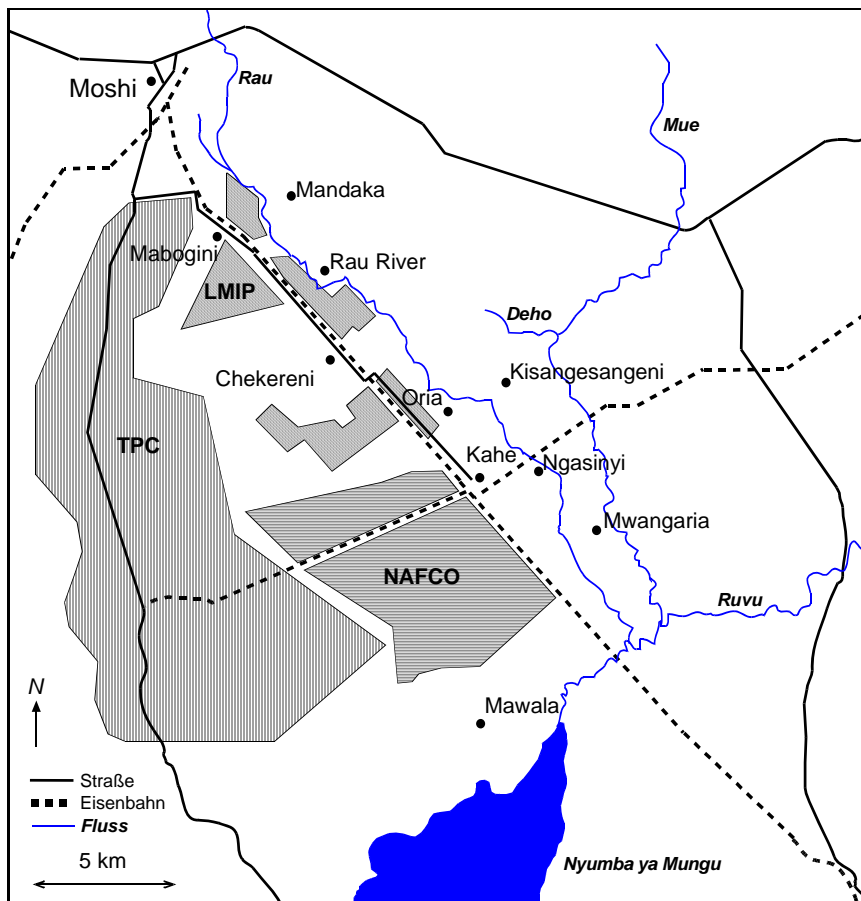 Rau
Moshi
Mue
Mandaka
Mabogini
Rau River
LMIP
Deho
Chekereni
Kisangesangeni
Oria
TPC
Kahe
Ngasinyi
Mwangaria
NAFCO
Ruvu
N
Mawala
Straße
Eisenbahn
Fluss
5 km
Nyumba ya Mungu